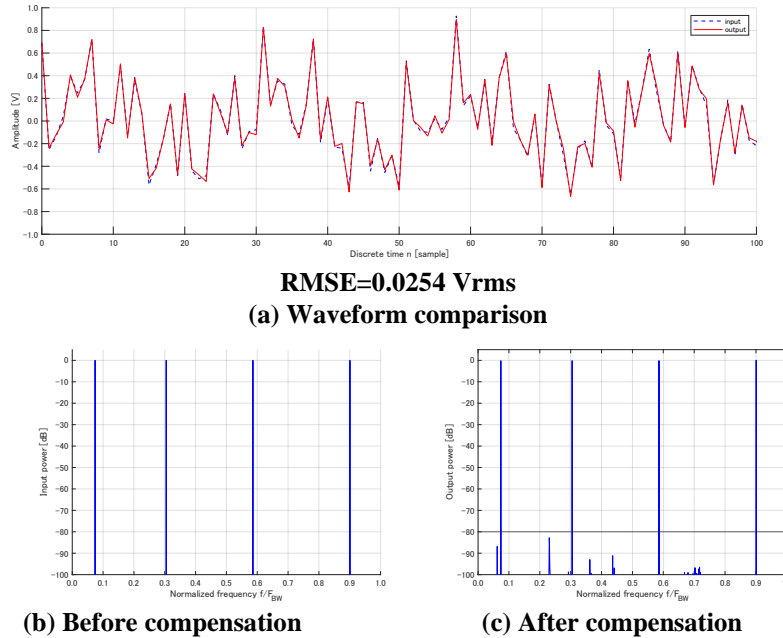 1.0
0.8
0.6
0.4
0.2
0.0
−0.2
−0.4
−0.6
−0.8
−1.0
Amplitude [V]
input
output
0 10 20 30 40 50 60 70 80 90 100
Discrete time n [sample]
RMSE=0.0254 Vrms
(a) Waveform comparison
0
−10
−20
−30
−40
−50
−60
−70
−80
−90
−100
Input power [dB]
0.0 0.1 0.2 0.3 0.4 0.5 0.6 0.7 0.8 0.9 1.0
Normalized frequency f/F_BW
(b) Before compensation
0
−10
−20
−30
−40
−50
−60
−70
−80
−90
−100
Output power [dB]
0.0 0.1 0.2 0.3 0.4 0.5 0.6 0.7 0.8 0.9
Normalized frequency f/F_BW
(c) After compensation